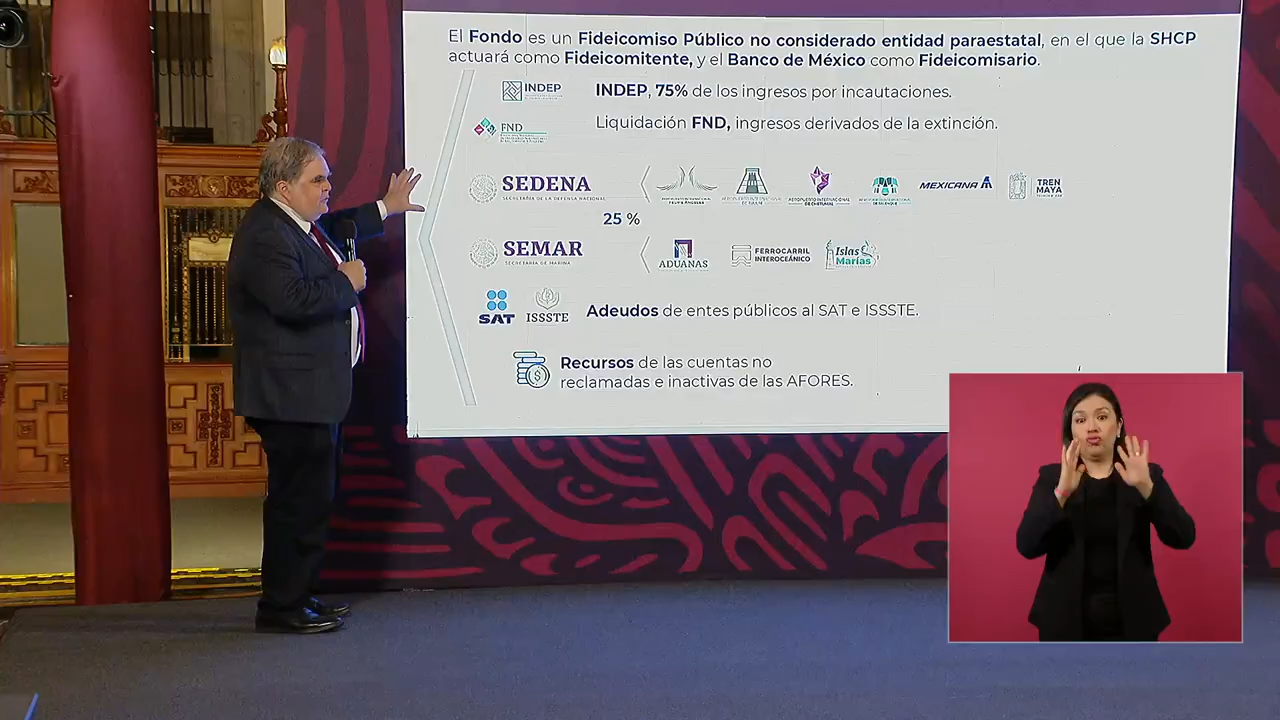 El Fondo es un Fideicomiso Público no considerado entidad paraestatal, en el que la SHCP
actuará como Fideicomitente, y el Banco de México como Fideicomisario.
INDEP
INDEP, 75% de los ingresos por incautaciones.
FND
Liquidación FND, ingresos derivados de la extinción.
SEDENA
SECRETARÍA DE LA DEFENSA NACIONAL
AEROPUERTO INTERNACIONAL
DE CHETUMAL
MEXICANA
TREN
MAYA
25 %
SEMAR
SECRETARÍA DE MARINA
ADUANAS
FERROCARRIL
INTEROCEÁNICO
Islas
Marías
SAT
ISSSTE
Adeudos de entes públicos al SAT e ISSSTE.
Recursos de las cuentas no
reclamadas e inactivas de las AFORES.